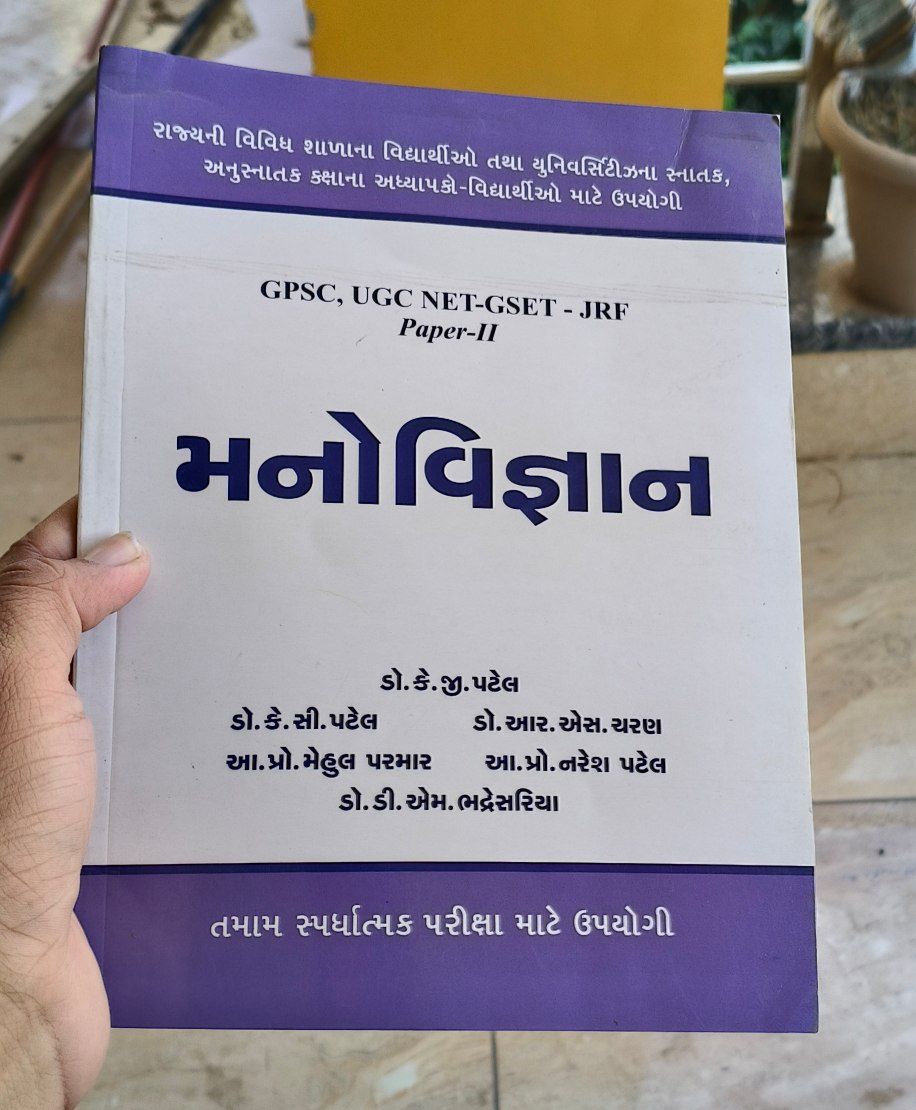 રાજ્યની વિવિધ શાળાના વિદ્યાર્થીઓ તથા યુનિવર્સિટીઝના સ્નાતક,
અનુસ્નાતક કક્ષાના અધ્યાપકો-વિદ્યાર્થીઓ માટે ઉપયોગી
GPSC, UGC NET-GSET - JRF
Paper-II
મનોવિજ્ઞાન
ડો.કે.જી.પટેલ
ડો.કે.સી.પટેલ ડો.આર.એસ.ચરણ
આ.પ્રો.મેહુલ પરમાર આ.પ્રો.નરેશ પટેલ
ડો.ડી.એમ.ભદ્રેસરિયા
તમામ સ્પર્ધાત્મક પરીક્ષા માટે ઉપયોગી